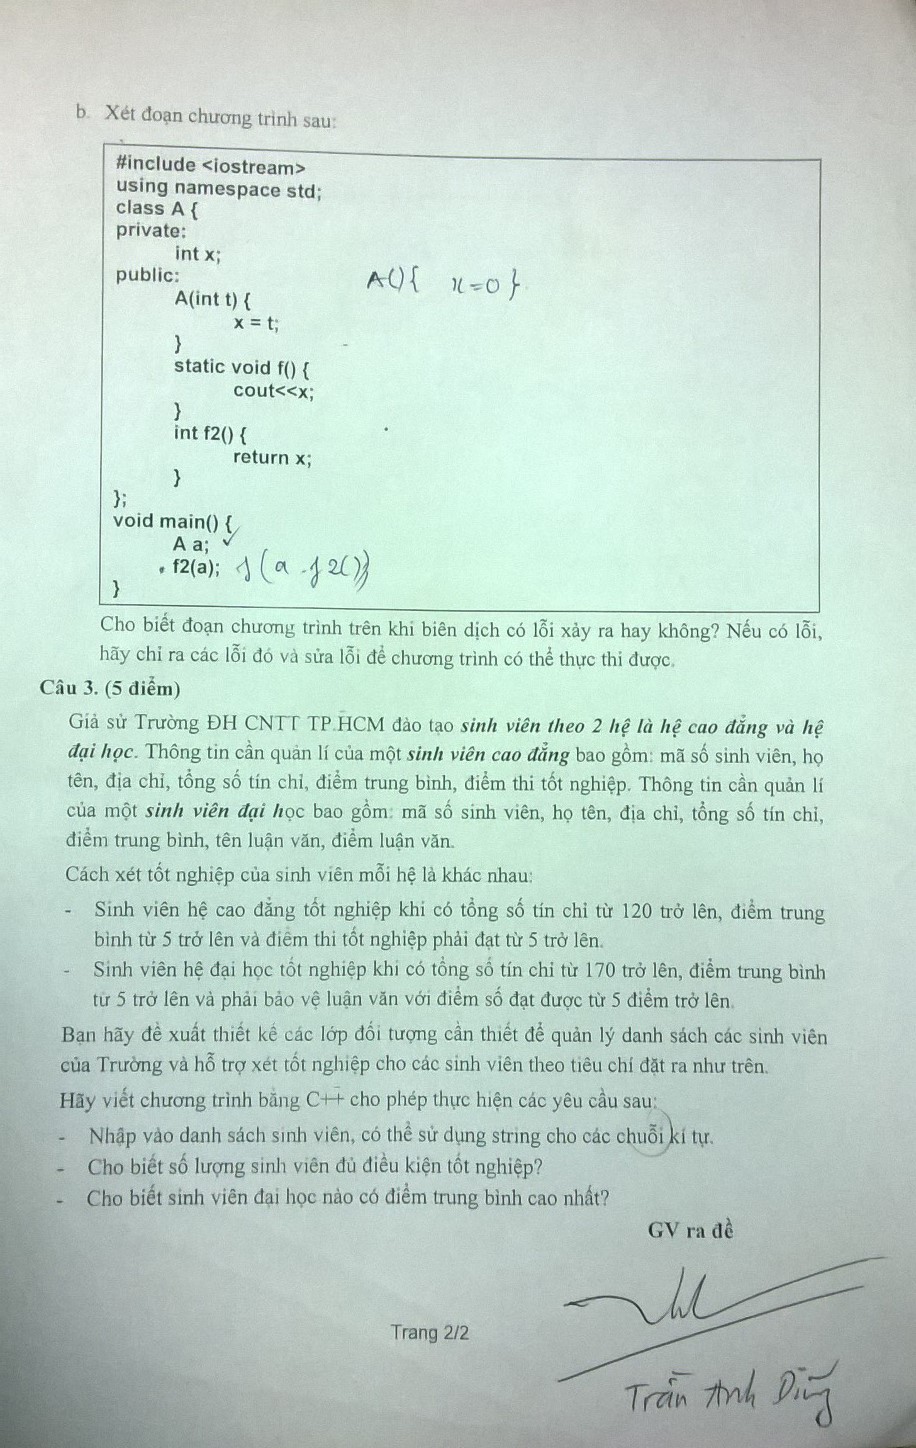 b. Xét đoạn chương trình sau:
#include <iostream>
using namespace std;
class A {
private:
int x;
public:
A(){ x=0 }
A(int t) {
x = t;
}
static void f() {
cout<<x;
}
int f2() {
return x;
}
};
void main() {
A a;
f2(a); f(a.f2())
}
Cho biết đoạn chương trình trên khi biên dịch có lỗi xảy ra hay không? Nếu có lỗi,
hãy chỉ ra các lỗi đó và sửa lỗi để chương trình có thể thực thi được.
Câu 3. (5 điểm)
Giả sử Trường ĐH CNTT TP.HCM đào tạo sinh viên theo 2 hệ là hệ cao đẳng và hệ
đại học. Thông tin cần quản lí của một sinh viên cao đẳng bao gồm: mã số sinh viên, họ
tên, địa chỉ, tổng số tín chỉ, điểm trung bình, điểm thi tốt nghiệp. Thông tin cần quản lí
của một sinh viên đại học bao gồm: mã số sinh viên, họ tên, địa chỉ, tổng số tín chỉ,
điểm trung bình, tên luận văn, điểm luận văn.
Cách xét tốt nghiệp của sinh viên mỗi hệ là khác nhau:
- Sinh viên hệ cao đẳng tốt nghiệp khi có tổng số tín chỉ từ 120 trở lên, điểm trung
bình từ 5 trở lên và điểm thi tốt nghiệp phải đạt từ 5 trở lên.
- Sinh viên hệ đại học tốt nghiệp khi có tổng số tín chỉ từ 170 trở lên, điểm trung bình
từ 5 trở lên và phải bảo vệ luận văn với điểm số đạt được từ 5 điểm trở lên.
Bạn hãy đề xuất thiết kế các lớp đối tượng cần thiết để quản lý danh sách các sinh viên
của Trường và hỗ trợ xét tốt nghiệp cho các sinh viên theo tiêu chí đặt ra như trên.
Hãy viết chương trình bằng C++ cho phép thực hiện các yêu cầu sau:
- Nhập vào danh sách sinh viên, có thể sử dụng string cho các chuỗi kí tự.
- Cho biết số lượng sinh viên đủ điều kiện tốt nghiệp?
- Cho biết sinh viên đại học nào có điểm trung bình cao nhất?
GV ra đề
Trang 2/2
Trần Anh Dũng